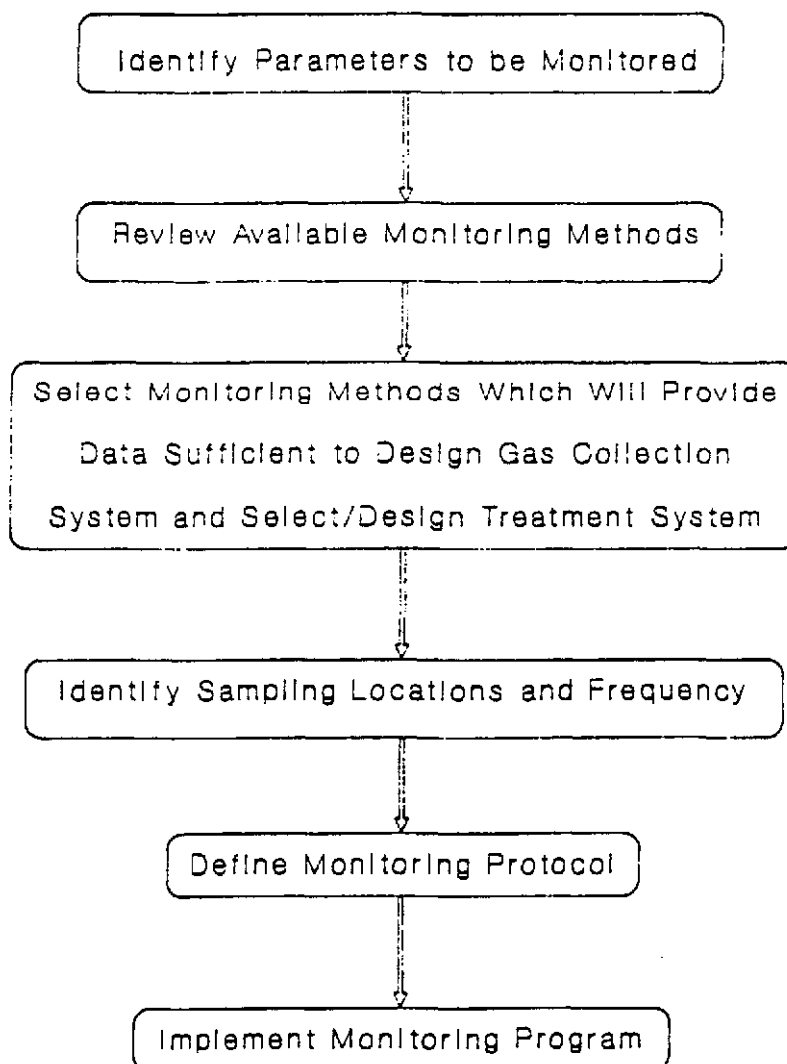 Identify Parameters to be Monitored
Review Available Monitoring Methods
Select Monitoring Methods Which Will Provide
Data Sufficient to Design Gas Collection
System and Select/Design Treatment System
Identify Sampling Locations and Frequency
Define Monitoring Protocol
Implement Monitoring Program